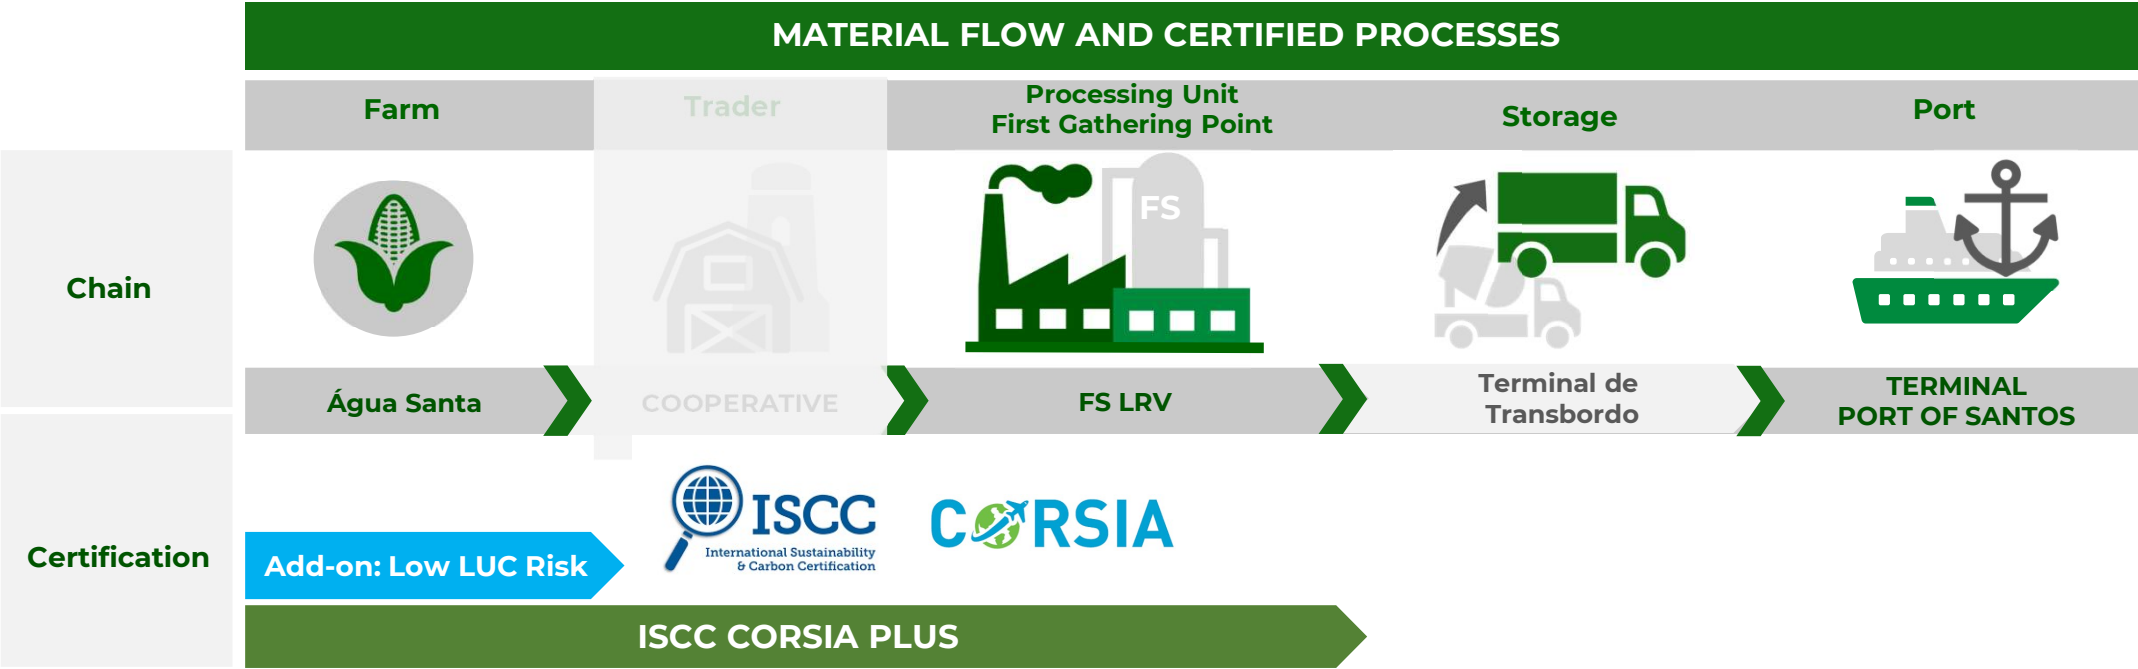 MATERIAL FLOW AND CERTIFIED PROCESSES
Farm
Trader
Processing Unit
First Gathering Point
Storage
Port
Chain
FS
Água Santa
COOPERATIVE
FS LRV
Terminal de
Transbordo
TERMINAL
PORT OF SANTOS
Certification
ISCC
International Sustainability
& Carbon Certification
CORSIA
Add-on: Low LUC Risk
ISCC CORSIA PLUS